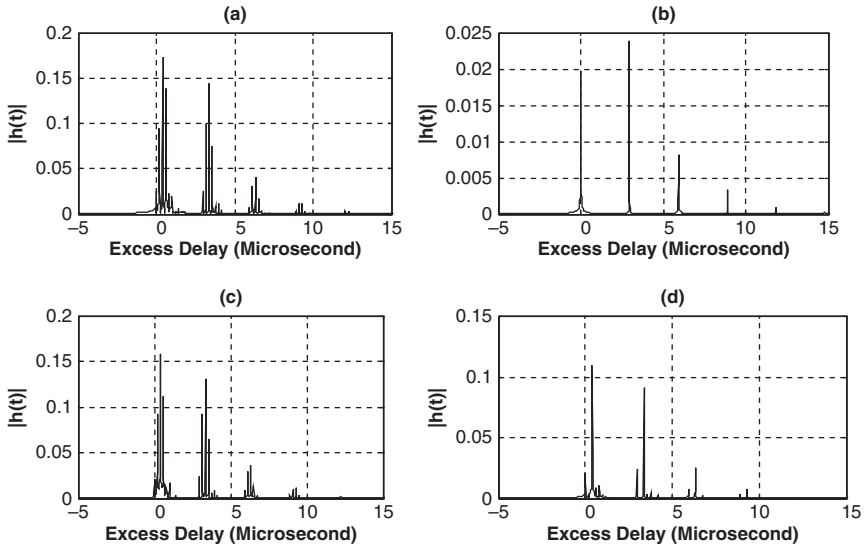 (a)
0.2
0.15
0.1
0.05
0
|h(t)|
–5 0 5 10 15
Excess Delay (Microsecond)
(b)
0.025
0.02
0.015
0.01
0.005
0
|h(t)|
–5 0 5 10 15
Excess Delay (Microsecond)
(c)
0.2
0.15
0.1
0.05
0
|h(t)|
–5 0 5 10 15
Excess Delay (Microsecond)
(d)
0.15
0.1
0.05
0
|h(t)|
–5 0 5 10 15
Excess Delay (Microsecond)